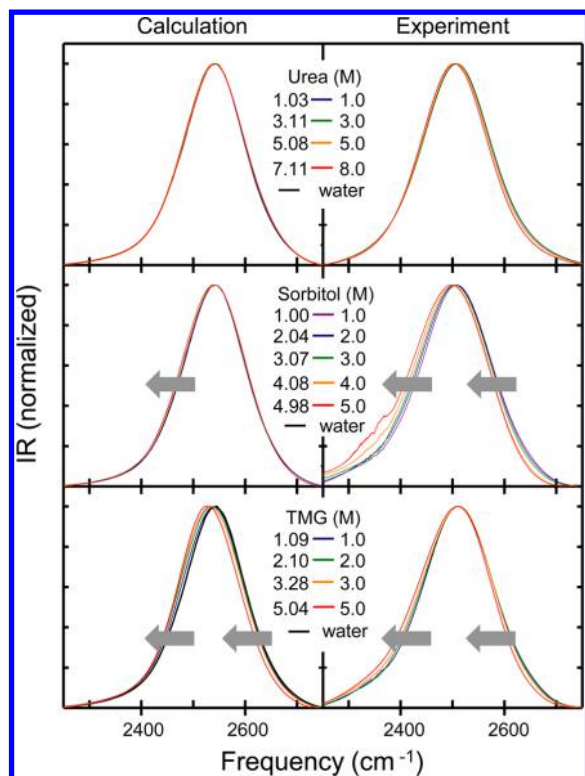 Calculation Experiment
Urea (M)
1.03 1.0
3.11 3.0
5.08 5.0
7.11 8.0
— water
Sorbitol (M)
1.00 1.0
2.04 2.0
3.07 3.0
4.08 4.0
4.98 5.0
— water
TMG (M)
1.09 1.0
2.10 2.0
3.28 3.0
5.04 5.0
— water
IR (normalized)
2400 2600 2400 2600
Frequency (cm⁻¹)